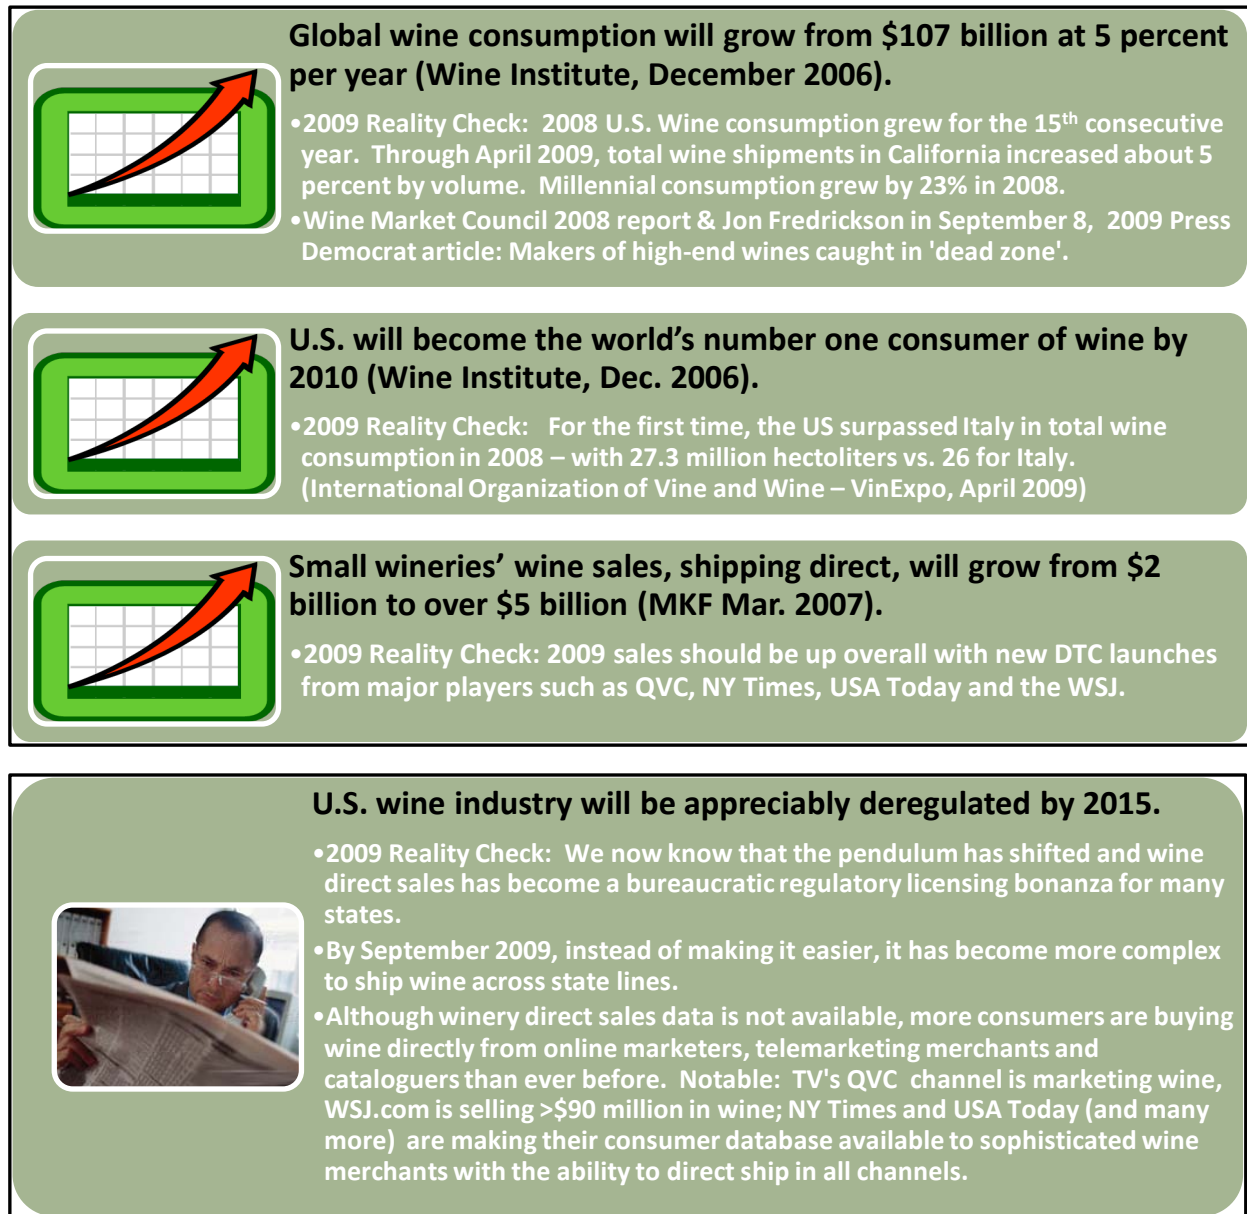 Global wine consumption will grow from $107 billion at 5 percent
per year (Wine Institute, December 2006).
•2009 Reality Check: 2008 U.S. Wine consumption grew for the 15th consecutive
year. Through April 2009, total wine shipments in California increased about 5
percent by volume. Millennial consumption grew by 23% in 2008.
•Wine Market Council 2008 report & Jon Fredrickson in September 8, 2009 Press
Democrat article: Makers of high-end wines caught in 'dead zone'.
U.S. will become the world's number one consumer of wine by
2010 (Wine Institute, Dec. 2006).
•2009 Reality Check: For the first time, the US surpassed Italy in total wine
consumption in 2008 – with 27.3 million hectoliters vs. 26 for Italy.
(International Organization of Vine and Wine – VinExpo, April 2009)
Small wineries' wine sales, shipping direct, will grow from $2
billion to over $5 billion (MKF Mar. 2007).
•2009 Reality Check: 2009 sales should be up overall with new DTC launches
from major players such as QVC, NY Times, USA Today and the WSJ.
U.S. wine industry will be appreciably deregulated by 2015.
•2009 Reality Check: We now know that the pendulum has shifted and wine
direct sales has become a bureaucratic regulatory licensing bonanza for many
states.
•By September 2009, instead of making it easier, it has become more complex
to ship wine across state lines.
•Although winery direct sales data is not available, more consumers are buying
wine directly from online marketers, telemarketing merchants and
cataloguers than ever before. Notable: TV's QVC channel is marketing wine,
WSJ.com is selling >$90 million in wine; NY Times and USA Today (and many
more) are making their consumer database available to sophisticated wine
merchants with the ability to direct ship in all channels.